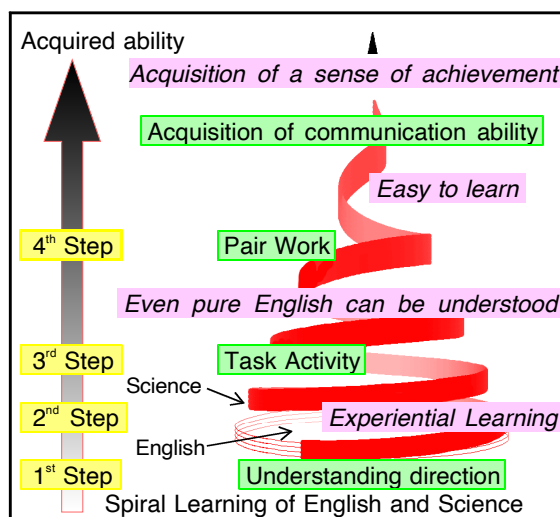 Acquired ability
Acquisition of a sense of achievement
Acquisition of communication ability
Easy to learn
4th Step
Pair Work
Even pure English can be understood
3rd Step
Task Activity
Science
2nd Step
Experiential Learning
English
1st Step
Understanding direction
Spiral Learning of English and Science